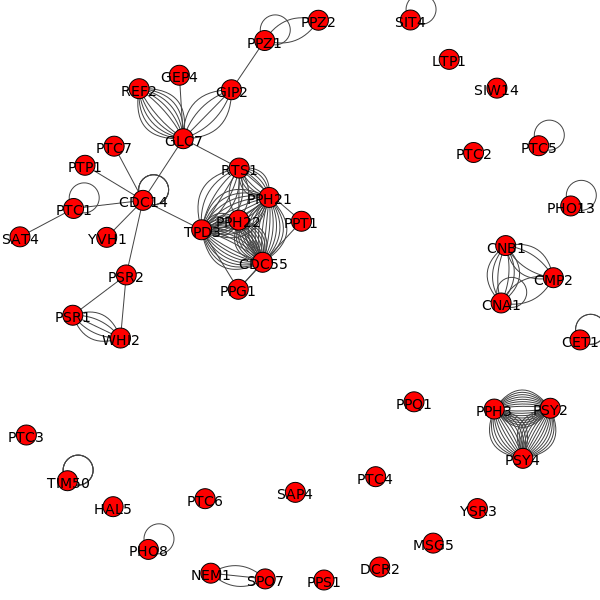 PPZ2
SIT4
PPZ1
LTP1
GEP4
REF2
GIP2
SIW14
GLC7
PTC7
PTC5
PTC2
PTP1
RTS1
CDC14
PPH21
PTC1
PHO13
SAT4
YVH1
TPD3
PPH22
PPT1
CNB1
CDC55
PSR2
CMP2
PPG1
CNA1
PSR1
WHI2
CET1
PPQ1
PPH3
PSY2
PTC3
PSY4
TIM50
PTC4
HAL5
PTC6
SAP4
YSR3
PHO8
MSG5
NEM1
SPO7
PPS1
DCR2